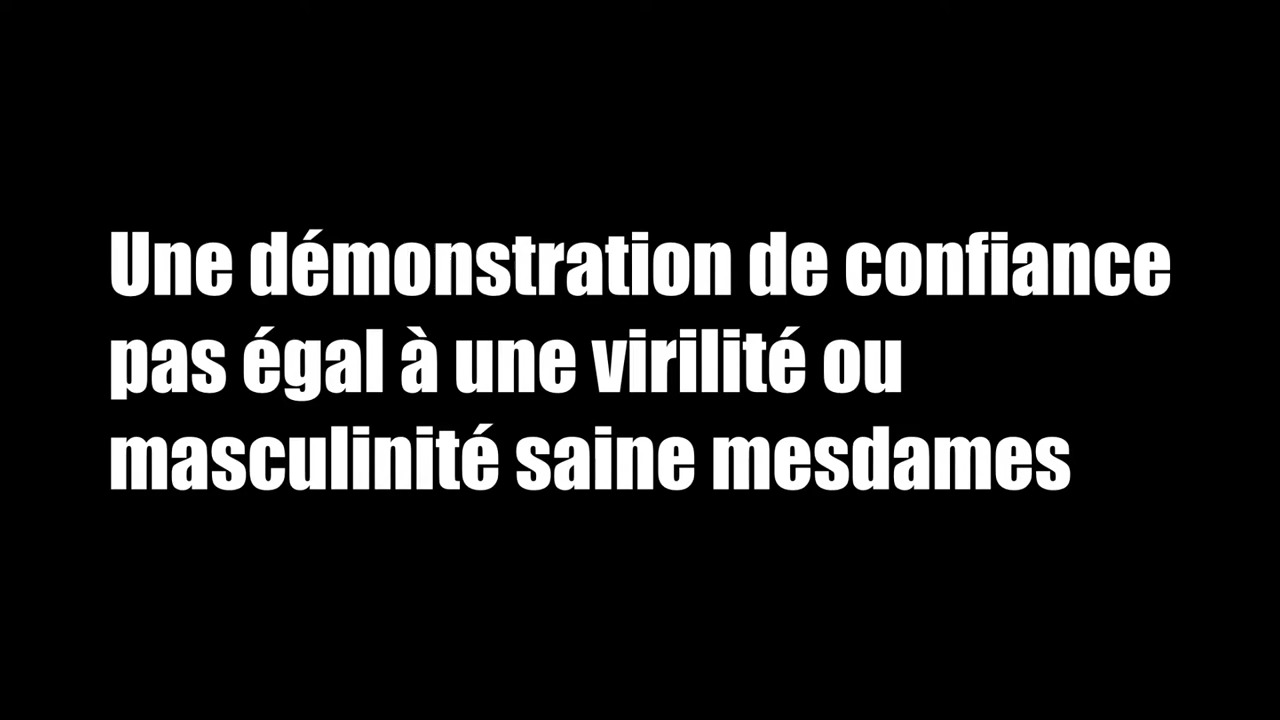 Une démonstration de confiance
pas égal à une virilité ou
masculinité saine mesdames